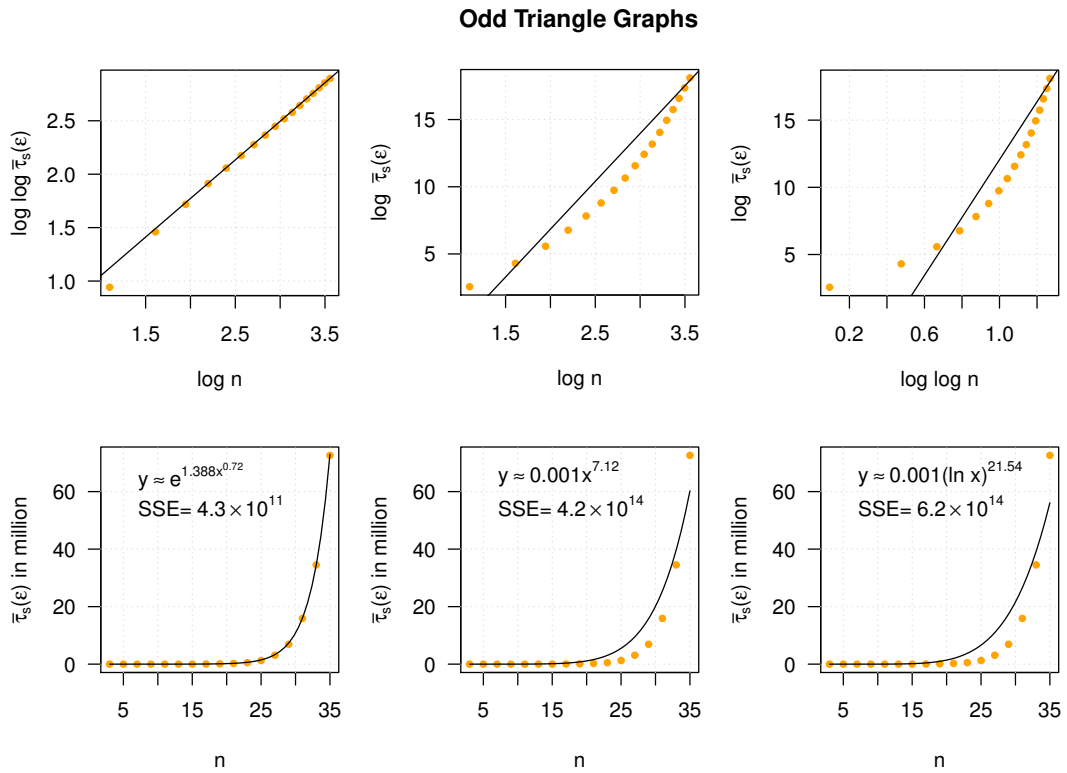 Odd Triangle Graphs
log log τ̅ₛ(ε)
2.5
2.0
1.5
1.0
1.5 2.5 3.5
log n
log τ̅ₛ(ε)
15
10
5
1.5 2.5 3.5
log n
log τ̅ₛ(ε)
15
10
5
0.2 0.6 1.0
log log n
τ̅ₛ(ε) in million
60
40
20
0
y ≈ e^{1.388x^{0.72}}
SSE= 4.3 × 10^{11}
5 15 25 35
n
τ̅ₛ(ε) in million
60
40
20
0
y ≈ 0.001x^{7.12}
SSE= 4.2 × 10^{14}
5 15 25 35
n
τ̅ₛ(ε) in million
60
40
20
0
y ≈ 0.001(ln x)^{21.54}
SSE= 6.2 × 10^{14}
5 15 25 35
n